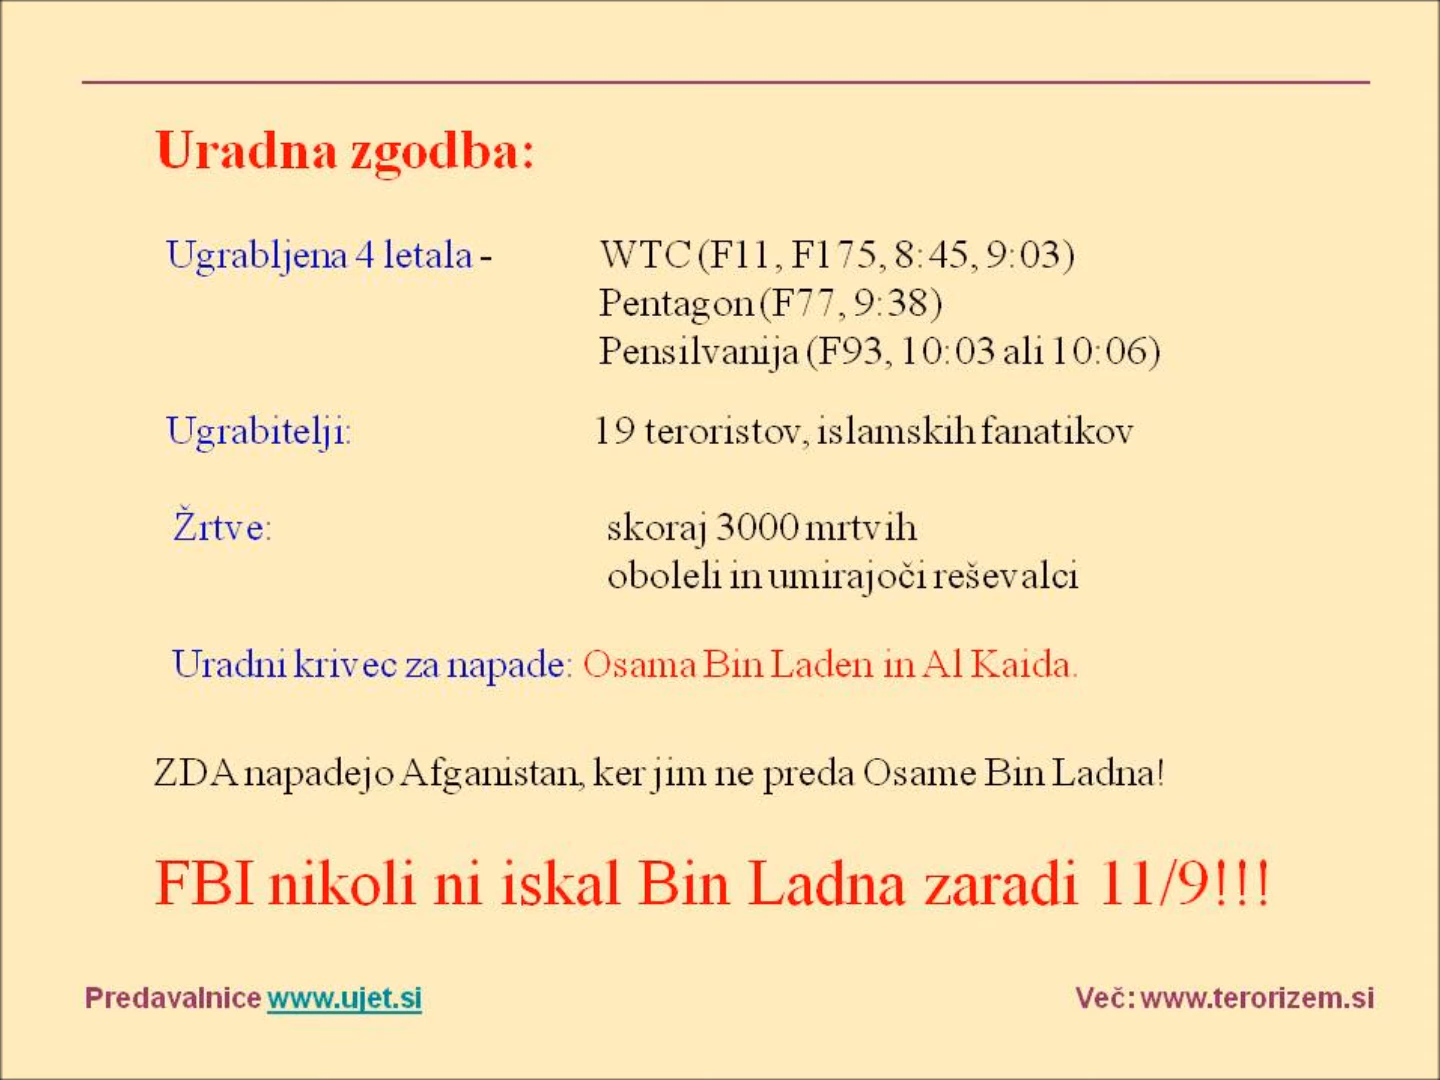 Uradna zgodba:
Ugrabljena 4 letala - WTC (F11, F175, 8:45, 9:03)
Pentagon (F77, 9:38)
Pensilvanija (F93, 10:03 ali 10:06)
Ugrabitelji: 19 teroristov, islamskih fanatikov
Žrtve: skoraj 3000 mrtvih
oboleli in umirajoči reševalci
Uradni krivec za napade: Osama Bin Laden in Al Kaida.
ZDA napadejo Afganistan, ker jim ne preda Osame Bin Ladna!
FBI nikoli ni iskal Bin Ladna zaradi 11/9!!!
Predavalnice www.ujet.si Več: www.terorizem.si